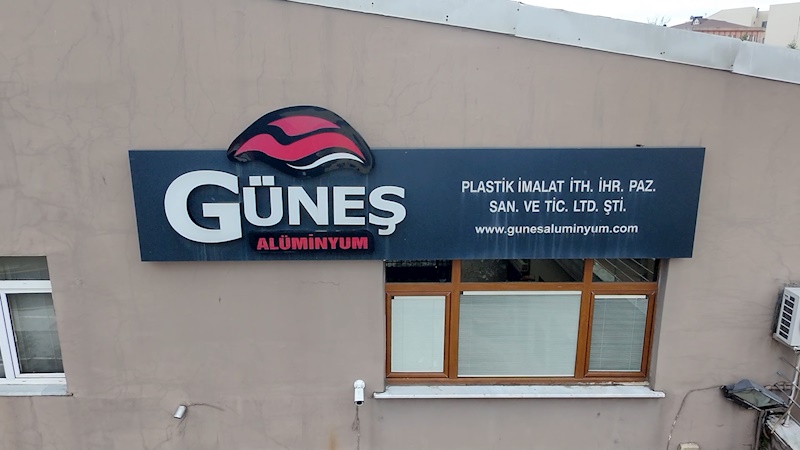 GÜNEŞ
ALÜMİNYUM
PLASTİK İMALAT İTH. İHR. PAZ.
SAN. VE TİC. LTD. ŞTİ.
www.gunesaluminyum.com